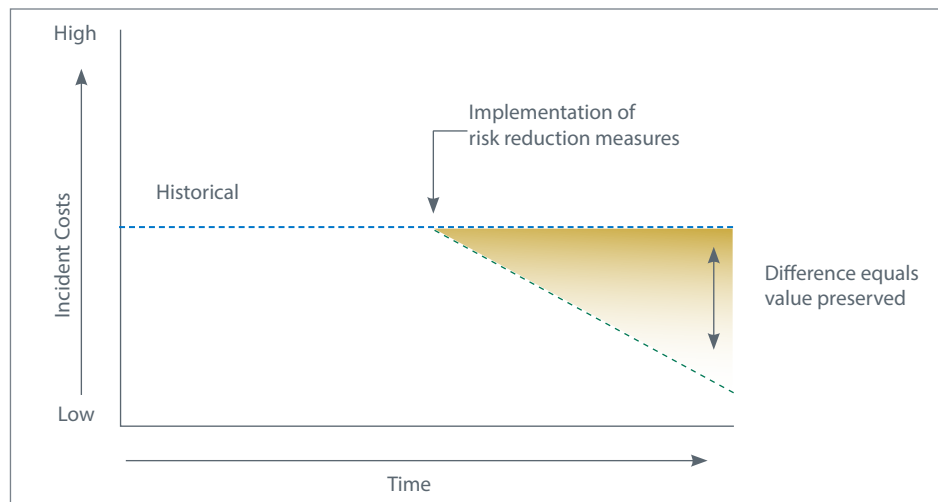 High
Implementation of
risk reduction measures
Historical
Incident Costs
Difference equals
value preserved
Low
Time